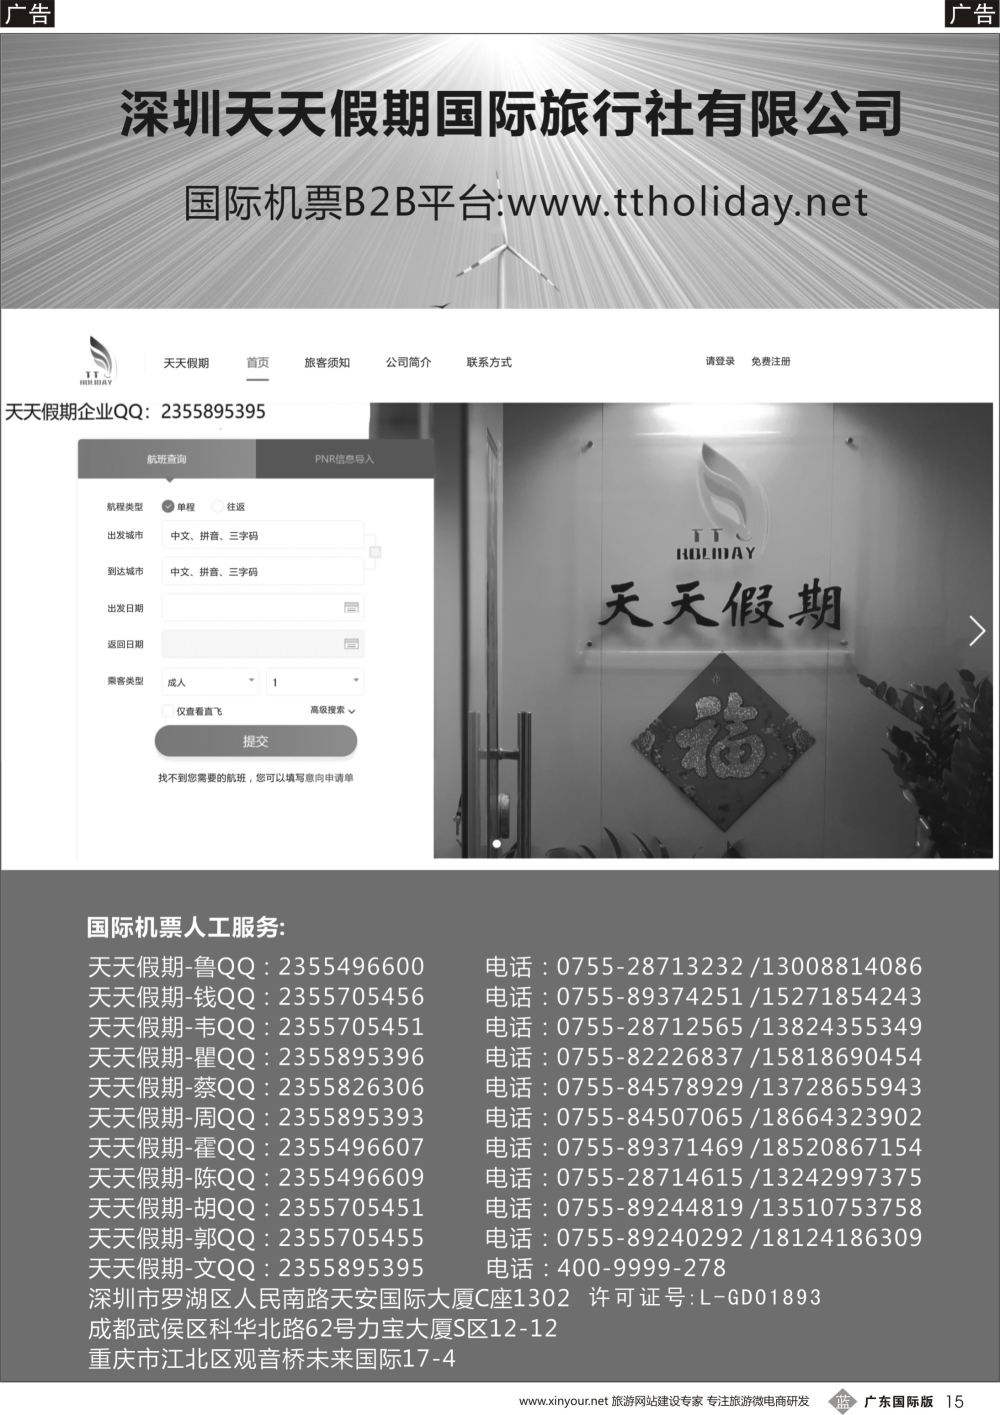 广告
广告
深圳天天假期国际旅行社有限公司
国际机票B2B平台:www.ttholiday.net
TT HOLIDAY
天天假期 首页 旅客须知 公司简介 联系方式 请登录 免费注册
天天假期企业QQ：2355895395
航班查询 PNR信息导入
航程类型 单程 往返
出发城市 中文、拼音、三字码
到达城市 中文、拼音、三字码
出发日期
返回日期
乘客类型 成人 1
仅查看直飞 高级搜索
提交
找不到您需要的航班，您可以填写意向申请单
TT
HOLIDAY
天天假期
福
国际机票人工服务:
天天假期-鲁QQ：2355496600 电话：0755-28713232 /13008814086
天天假期-钱QQ：2355705456 电话：0755-89374251 /15271854243
天天假期-韦QQ：2355705451 电话：0755-28712565 /13824355349
天天假期-瞿QQ：2355895396 电话：0755-82226837 /15818690454
天天假期-蔡QQ：2355826306 电话：0755-84578929 /13728655943
天天假期-周QQ：2355895393 电话：0755-84507065 /18664323902
天天假期-霍QQ：2355496607 电话：0755-89371469 /18520867154
天天假期-陈QQ：2355496609 电话：0755-28714615 /13242997375
天天假期-胡QQ：2355705451 电话：0755-89244819 /13510753758
天天假期-郭QQ：2355705455 电话：0755-89240292 /18124186309
天天假期-文QQ：2355895395 电话：400-9999-278
深圳市罗湖区人民南路天安国际大厦C座1302 许可证号:L-GD01893
成都武侯区科华北路62号力宝大厦S区12-12
重庆市江北区观音桥未来国际17-4
www.xinyour.net 旅游网站建设专家 专注旅游微电商研发 蓝 广东国际版 15